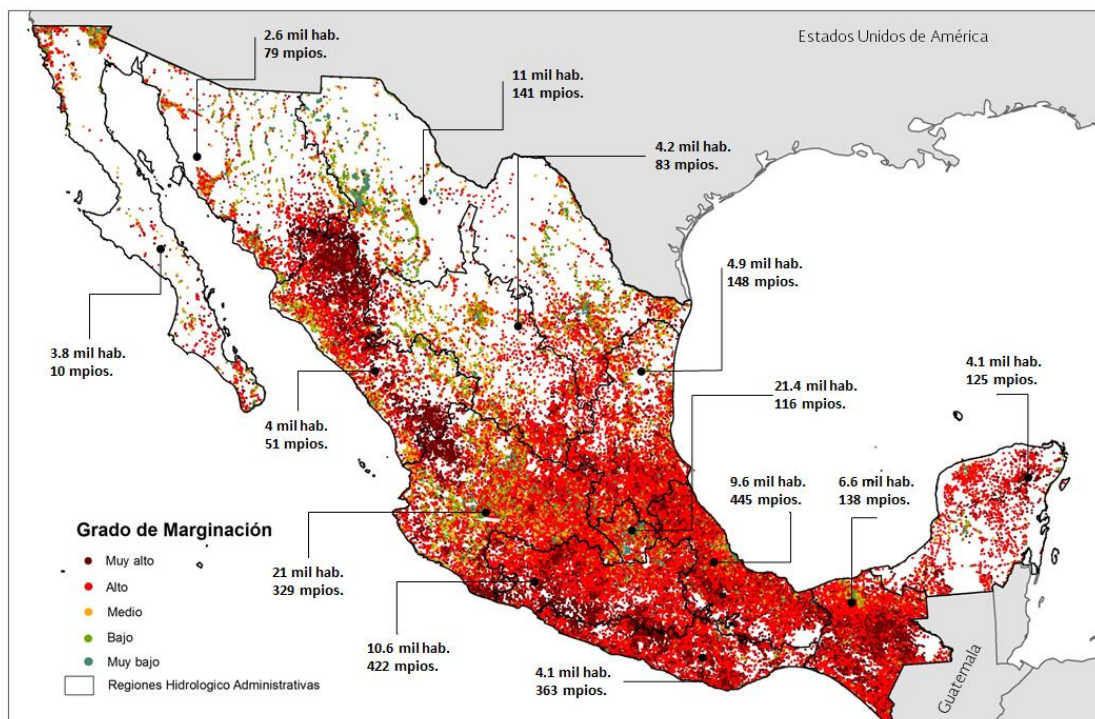 Estados Unidos de América
2.6 mil hab.
79 mpios.
11 mil hab.
141 mpios.
4.2 mil hab.
83 mpios.
4.9 mil hab.
148 mpios.
3.8 mil hab.
10 mpios.
4 mil hab.
51 mpios.
21.4 mil hab.
116 mpios.
4.1 mil hab.
125 mpios.
9.6 mil hab.
445 mpios.
6.6 mil hab.
138 mpios.
21 mil hab.
329 mpios.
10.6 mil hab.
422 mpios.
4.1 mil hab.
363 mpios.
Guatemala
Grado de Marginación
Muy alto
Alto
Medio
Bajo
Muy bajo
Regiones Hidrologico Administrativas